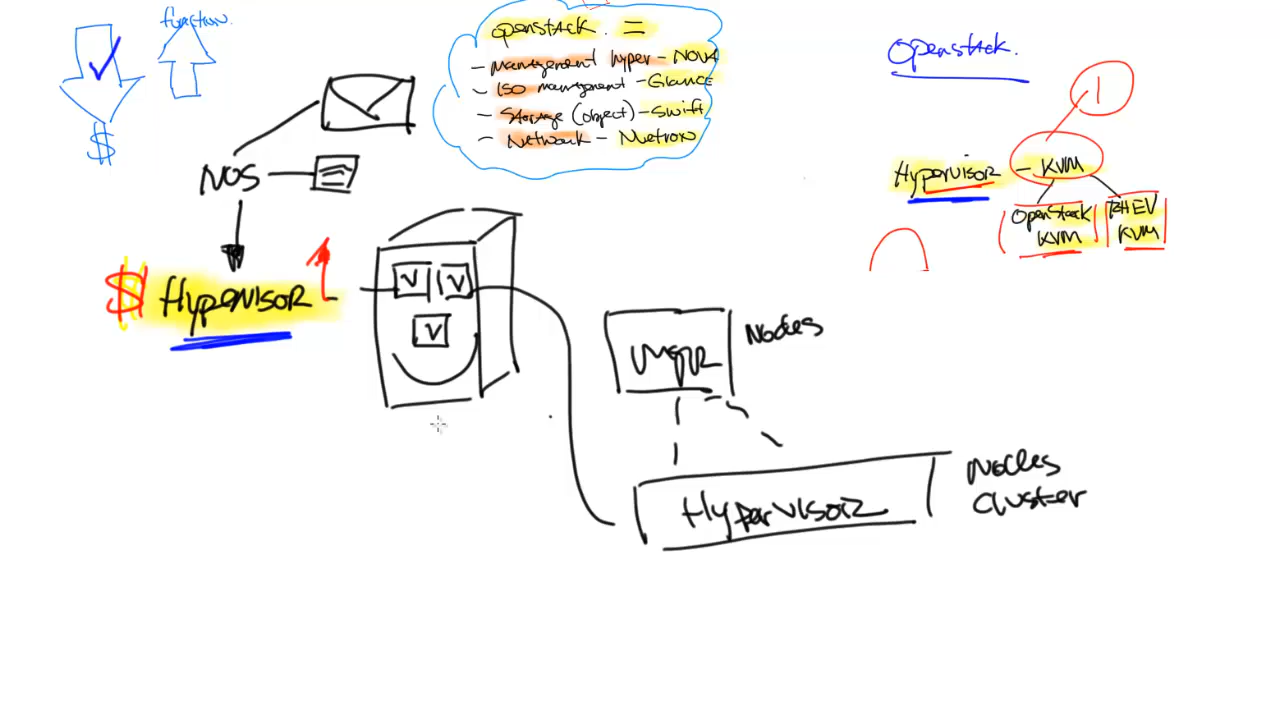 function.
$
openstack =
- management hyper - NOVA
- ISO management - Glance
- Storage (object) - Swift
- Network - Nuetron
Openstack.
1
Hypervisor - KVM
OpenStack
KVM
RHEV
KVM
NOS
$ Hypervisor
V V
V
Nodes
Hypervisor
Nodes
Cluster